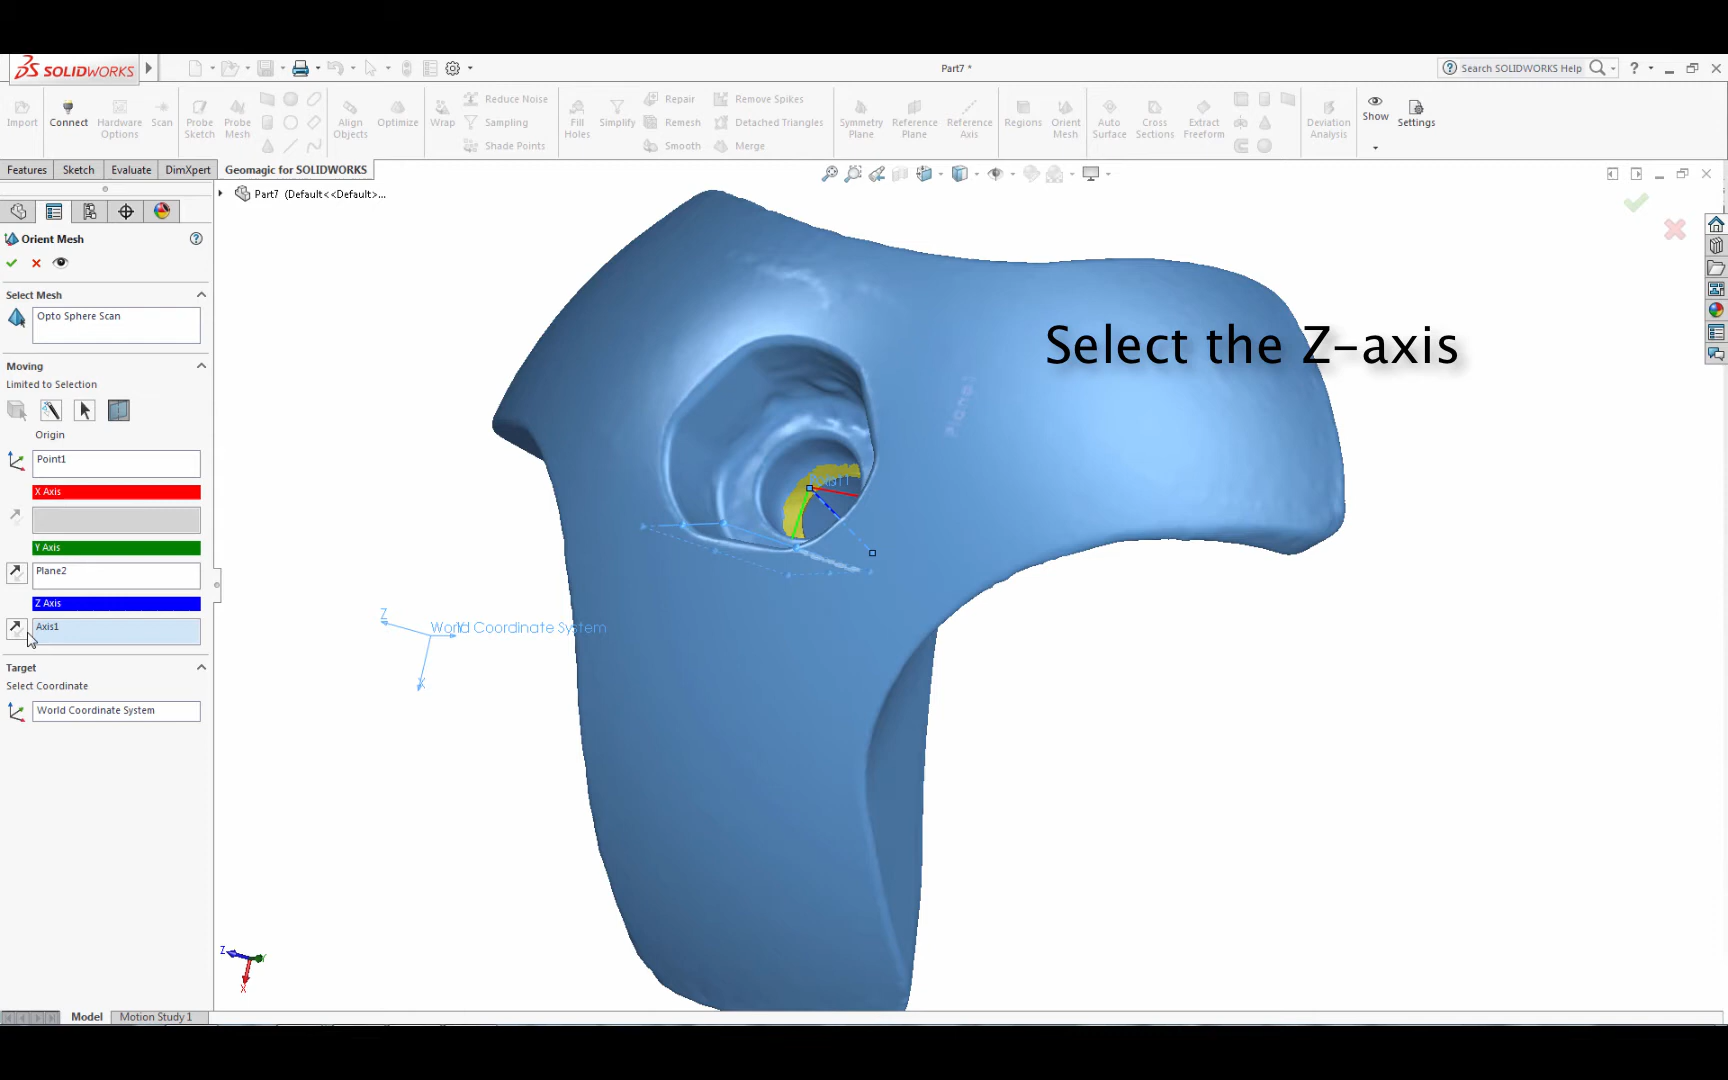 SOLIDWORKS
Part7 *
Search SOLIDWORKS Help
?
Import
Connect
Hardware
Options
Scan
Probe
Sketch
Probe
Mesh
Align
Objects
Optimize
Wrap
Reduce Noise
Sampling
Shade Points
Fill
Holes
Simplify
Repair
Remesh
Smooth
Remove Spikes
Detached Triangles
Merge
Symmetry
Plane
Reference
Plane
Reference
Axis
Regions
Orient
Mesh
Auto
Surface
Cross
Sections
Extract
Freeform
Deviation
Analysis
Show
Settings
Features
Sketch
Evaluate
DimXpert
Geomagic for SOLIDWORKS
Part7 (Default<<Default>...
Orient Mesh
?
Select Mesh
Opto Sphere Scan
Moving
Limited to Selection
Origin
Point1
X Axis
Y Axis
Plane2
Z Axis
Axis1
Target
Select Coordinate
World Coordinate System
Select the Z-axis
Plane1
Z
World Coordinate System
Y
X
Z
Y
X
Model
Motion Study 1